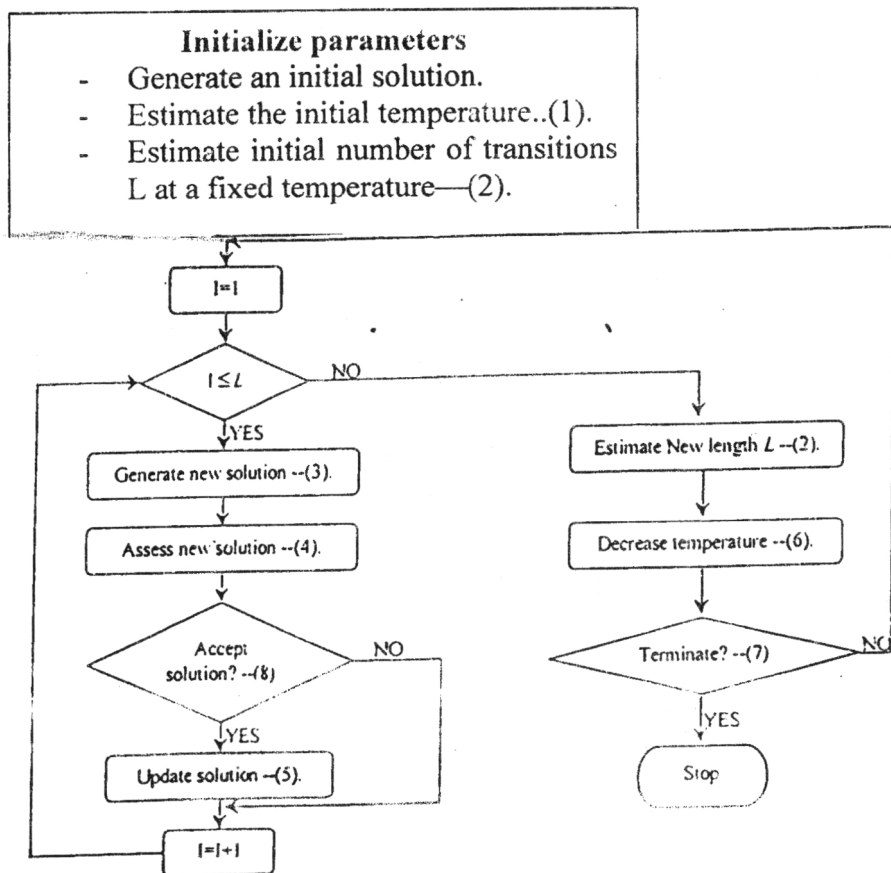 Initialize parameters
- Generate an initial solution.
- Estimate the initial temperature..(1).
- Estimate initial number of transitions
L at a fixed temperature—(2).
I=1
I ≤ L
NO
YES
Generate new solution --(3).
Assess new solution --(4).
Accept
solution? --(8)
NO
YES
Update solution --(5).
I=I+1
Estimate New length L --(2).
Decrease temperature --(6).
Terminate? --(7)
NO
YES
Stop